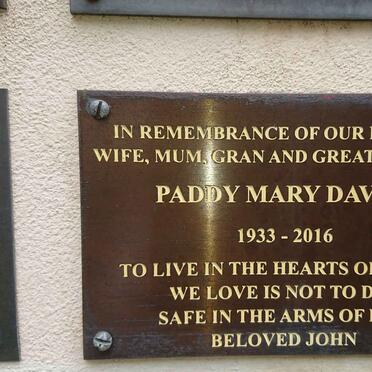 IN REMEMBRANCE OF OUR
WIFE, MUM, GRAN AND GREAT
PADDY MARY DAV
1933 - 2016
TO LIVE IN THE HEARTS O
WE LOVE IS NOT TO D
SAFE IN THE ARMS OF
BELOVED JOHN